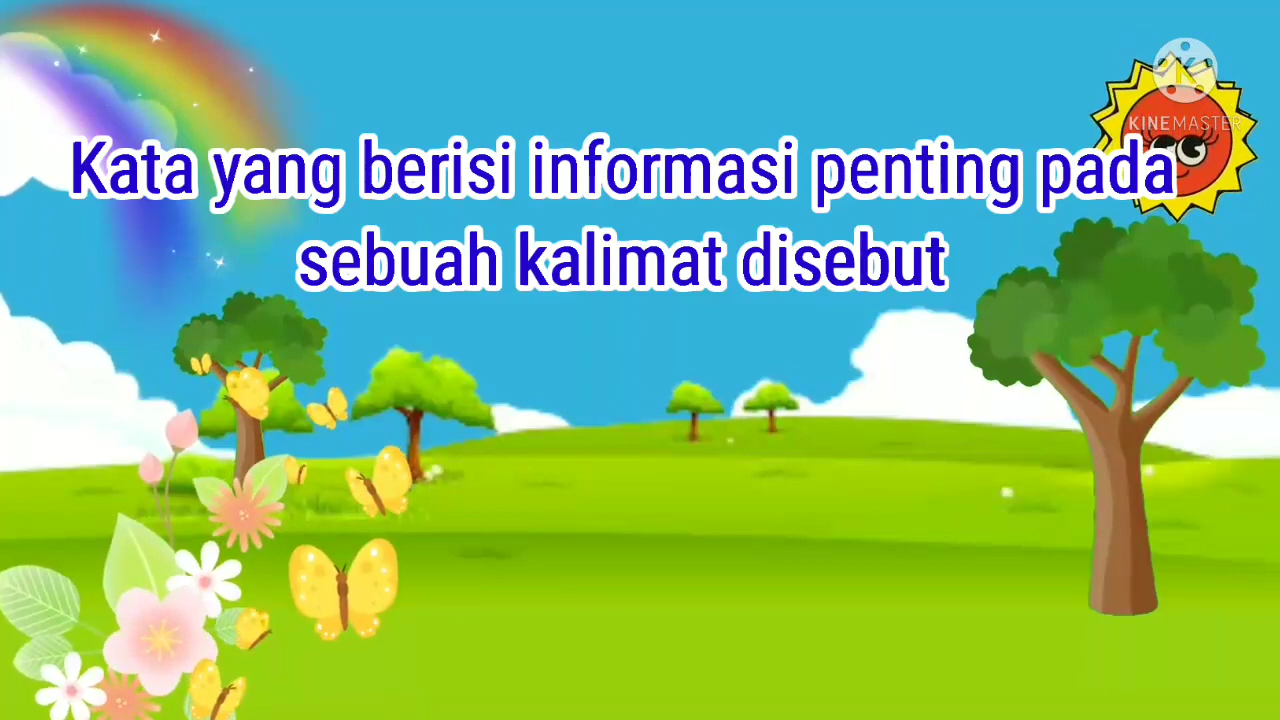 KINEMASTER
Kata yang berisi informasi penting pada
sebuah kalimat disebut